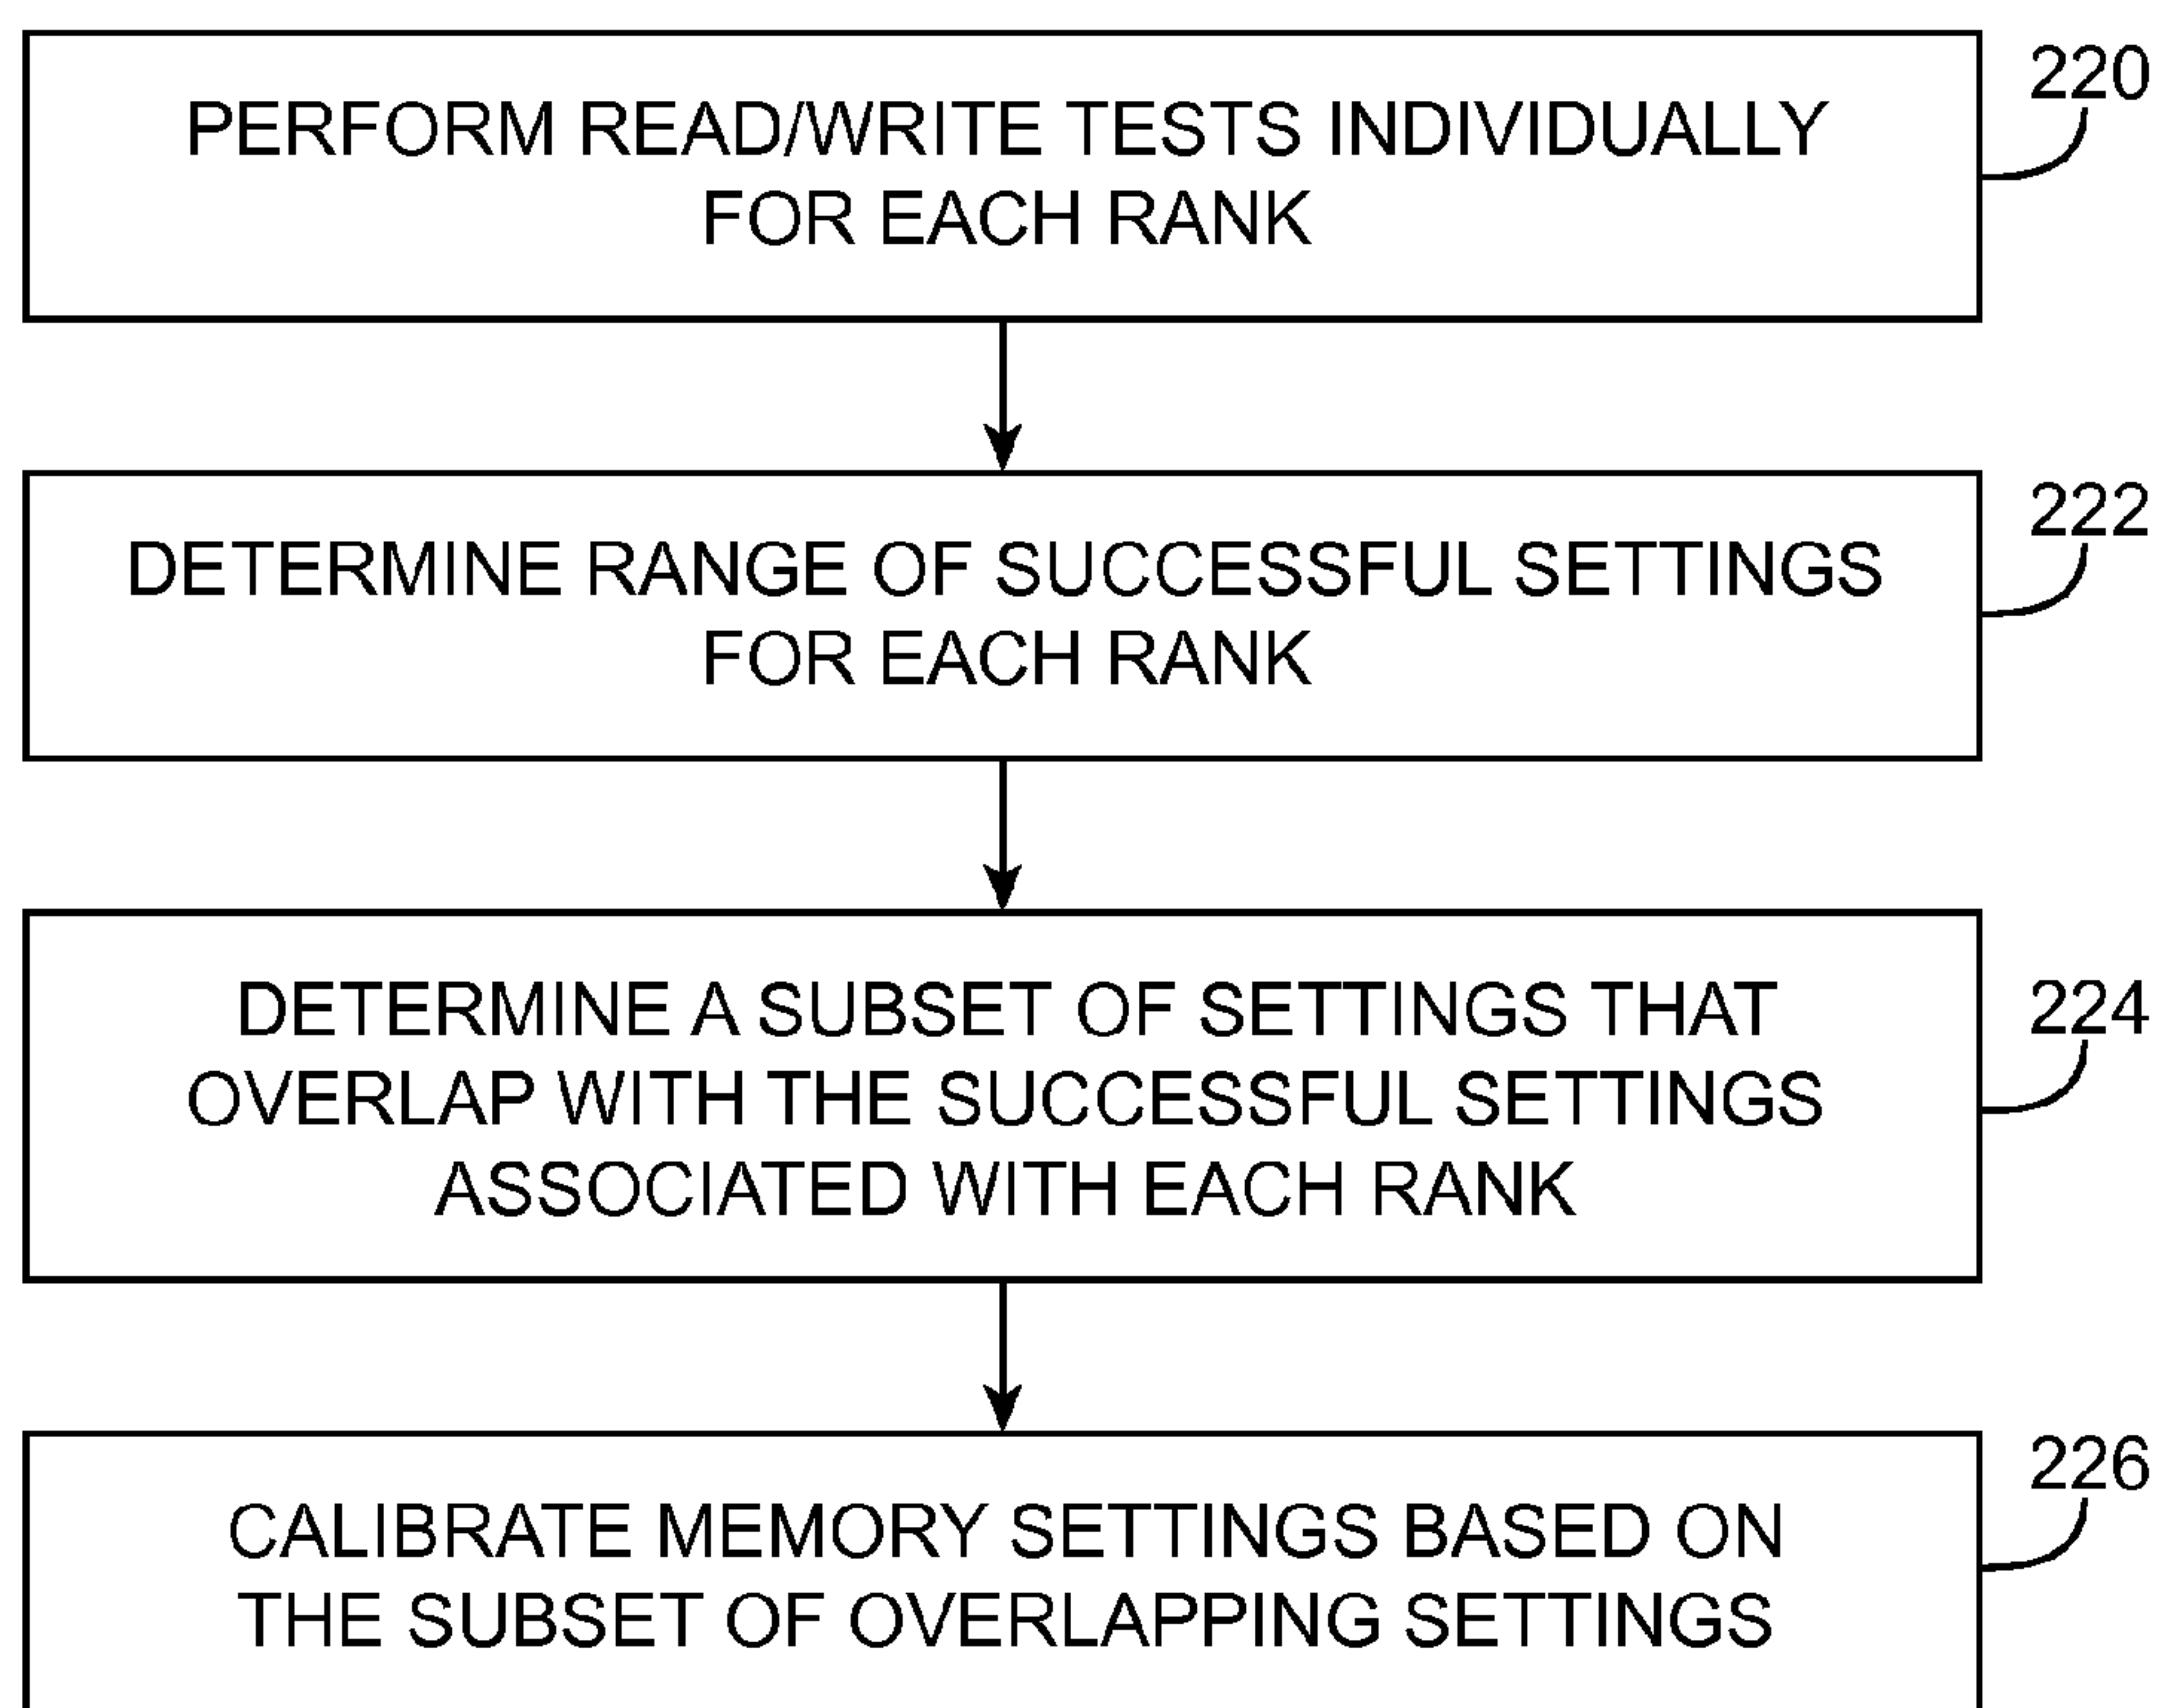 220
PERFORM READ/WRITE TESTS INDIVIDUALLY
FOR EACH RANK
222
DETERMINE RANGE OF SUCCESSFUL SETTINGS
FOR EACH RANK
224
DETERMINE A SUBSET OF SETTINGS THAT
OVERLAP WITH THE SUCCESSFUL SETTINGS
ASSOCIATED WITH EACH RANK
226
CALIBRATE MEMORY SETTINGS BASED ON
THE SUBSET OF OVERLAPPING SETTINGS